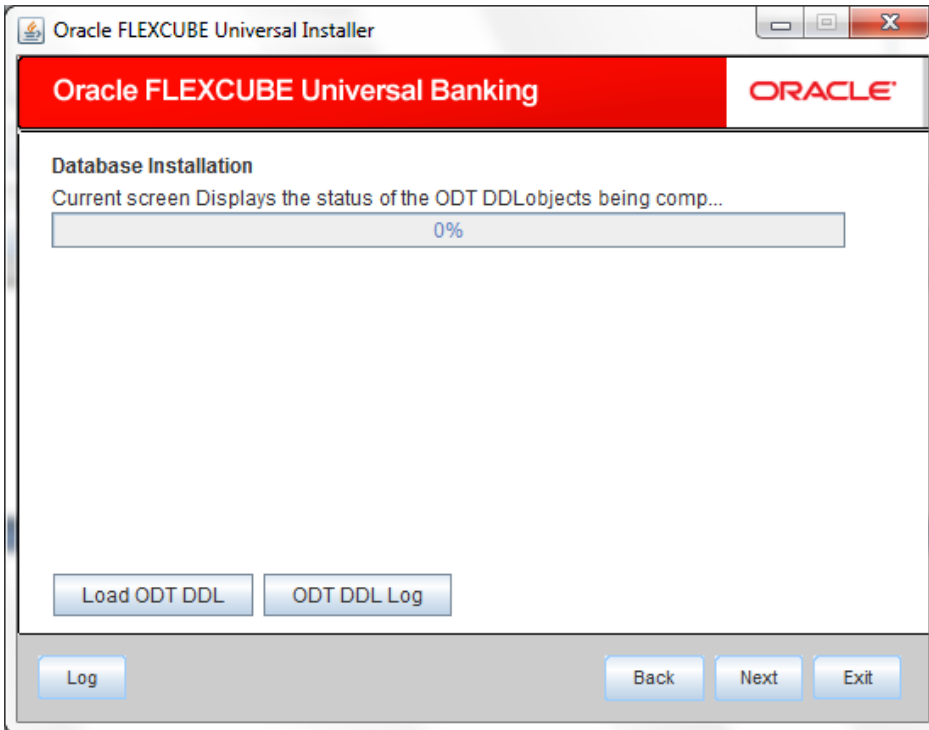 Oracle FLEXCUBE Universal Installer
Oracle FLEXCUBE Universal Banking
ORACLE
Database Installation
Current screen Displays the status of the ODT DDLobjects being comp...
0%
Load ODT DDL ODT DDL Log
Log Back Next Exit